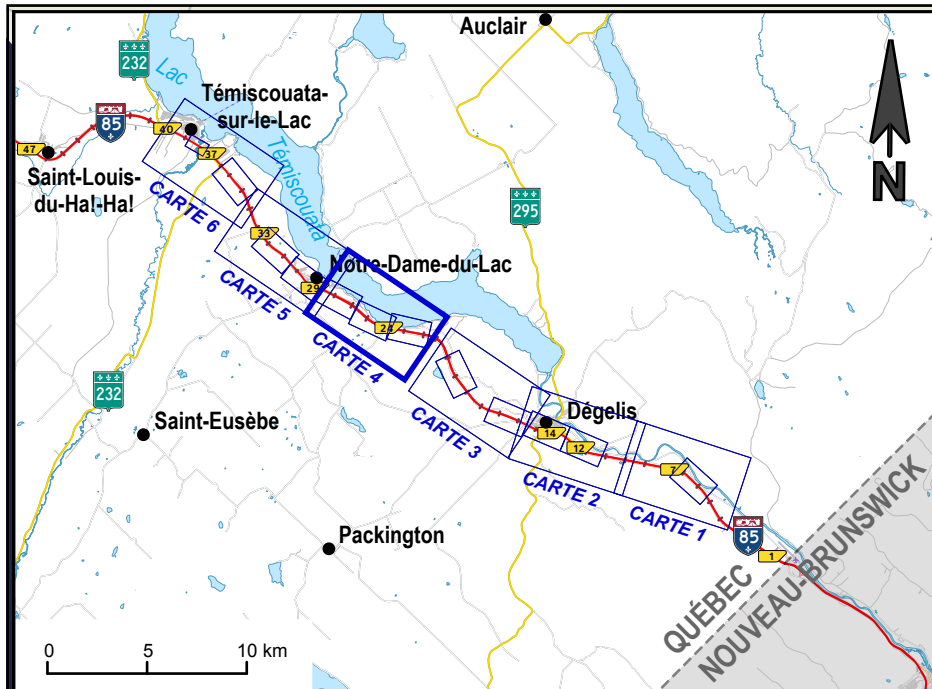 Auclair
232
Lac
Témiscouata-
sur-le-Lac
85
40
47
37
Saint-Louis-
du-Ha!-Ha!
Témiscouata
N
295
CARTE 6
33
Notre-Dame-du-Lac
29
CARTE 5
24
CARTE 4
232
Saint-Eusèbe
Dégelis
14
12
CARTE 3
7
CARTE 2
CARTE 1
Packington
85
1
QUÉBEC
NOUVEAU-BRUNSWICK
0 5 10 km